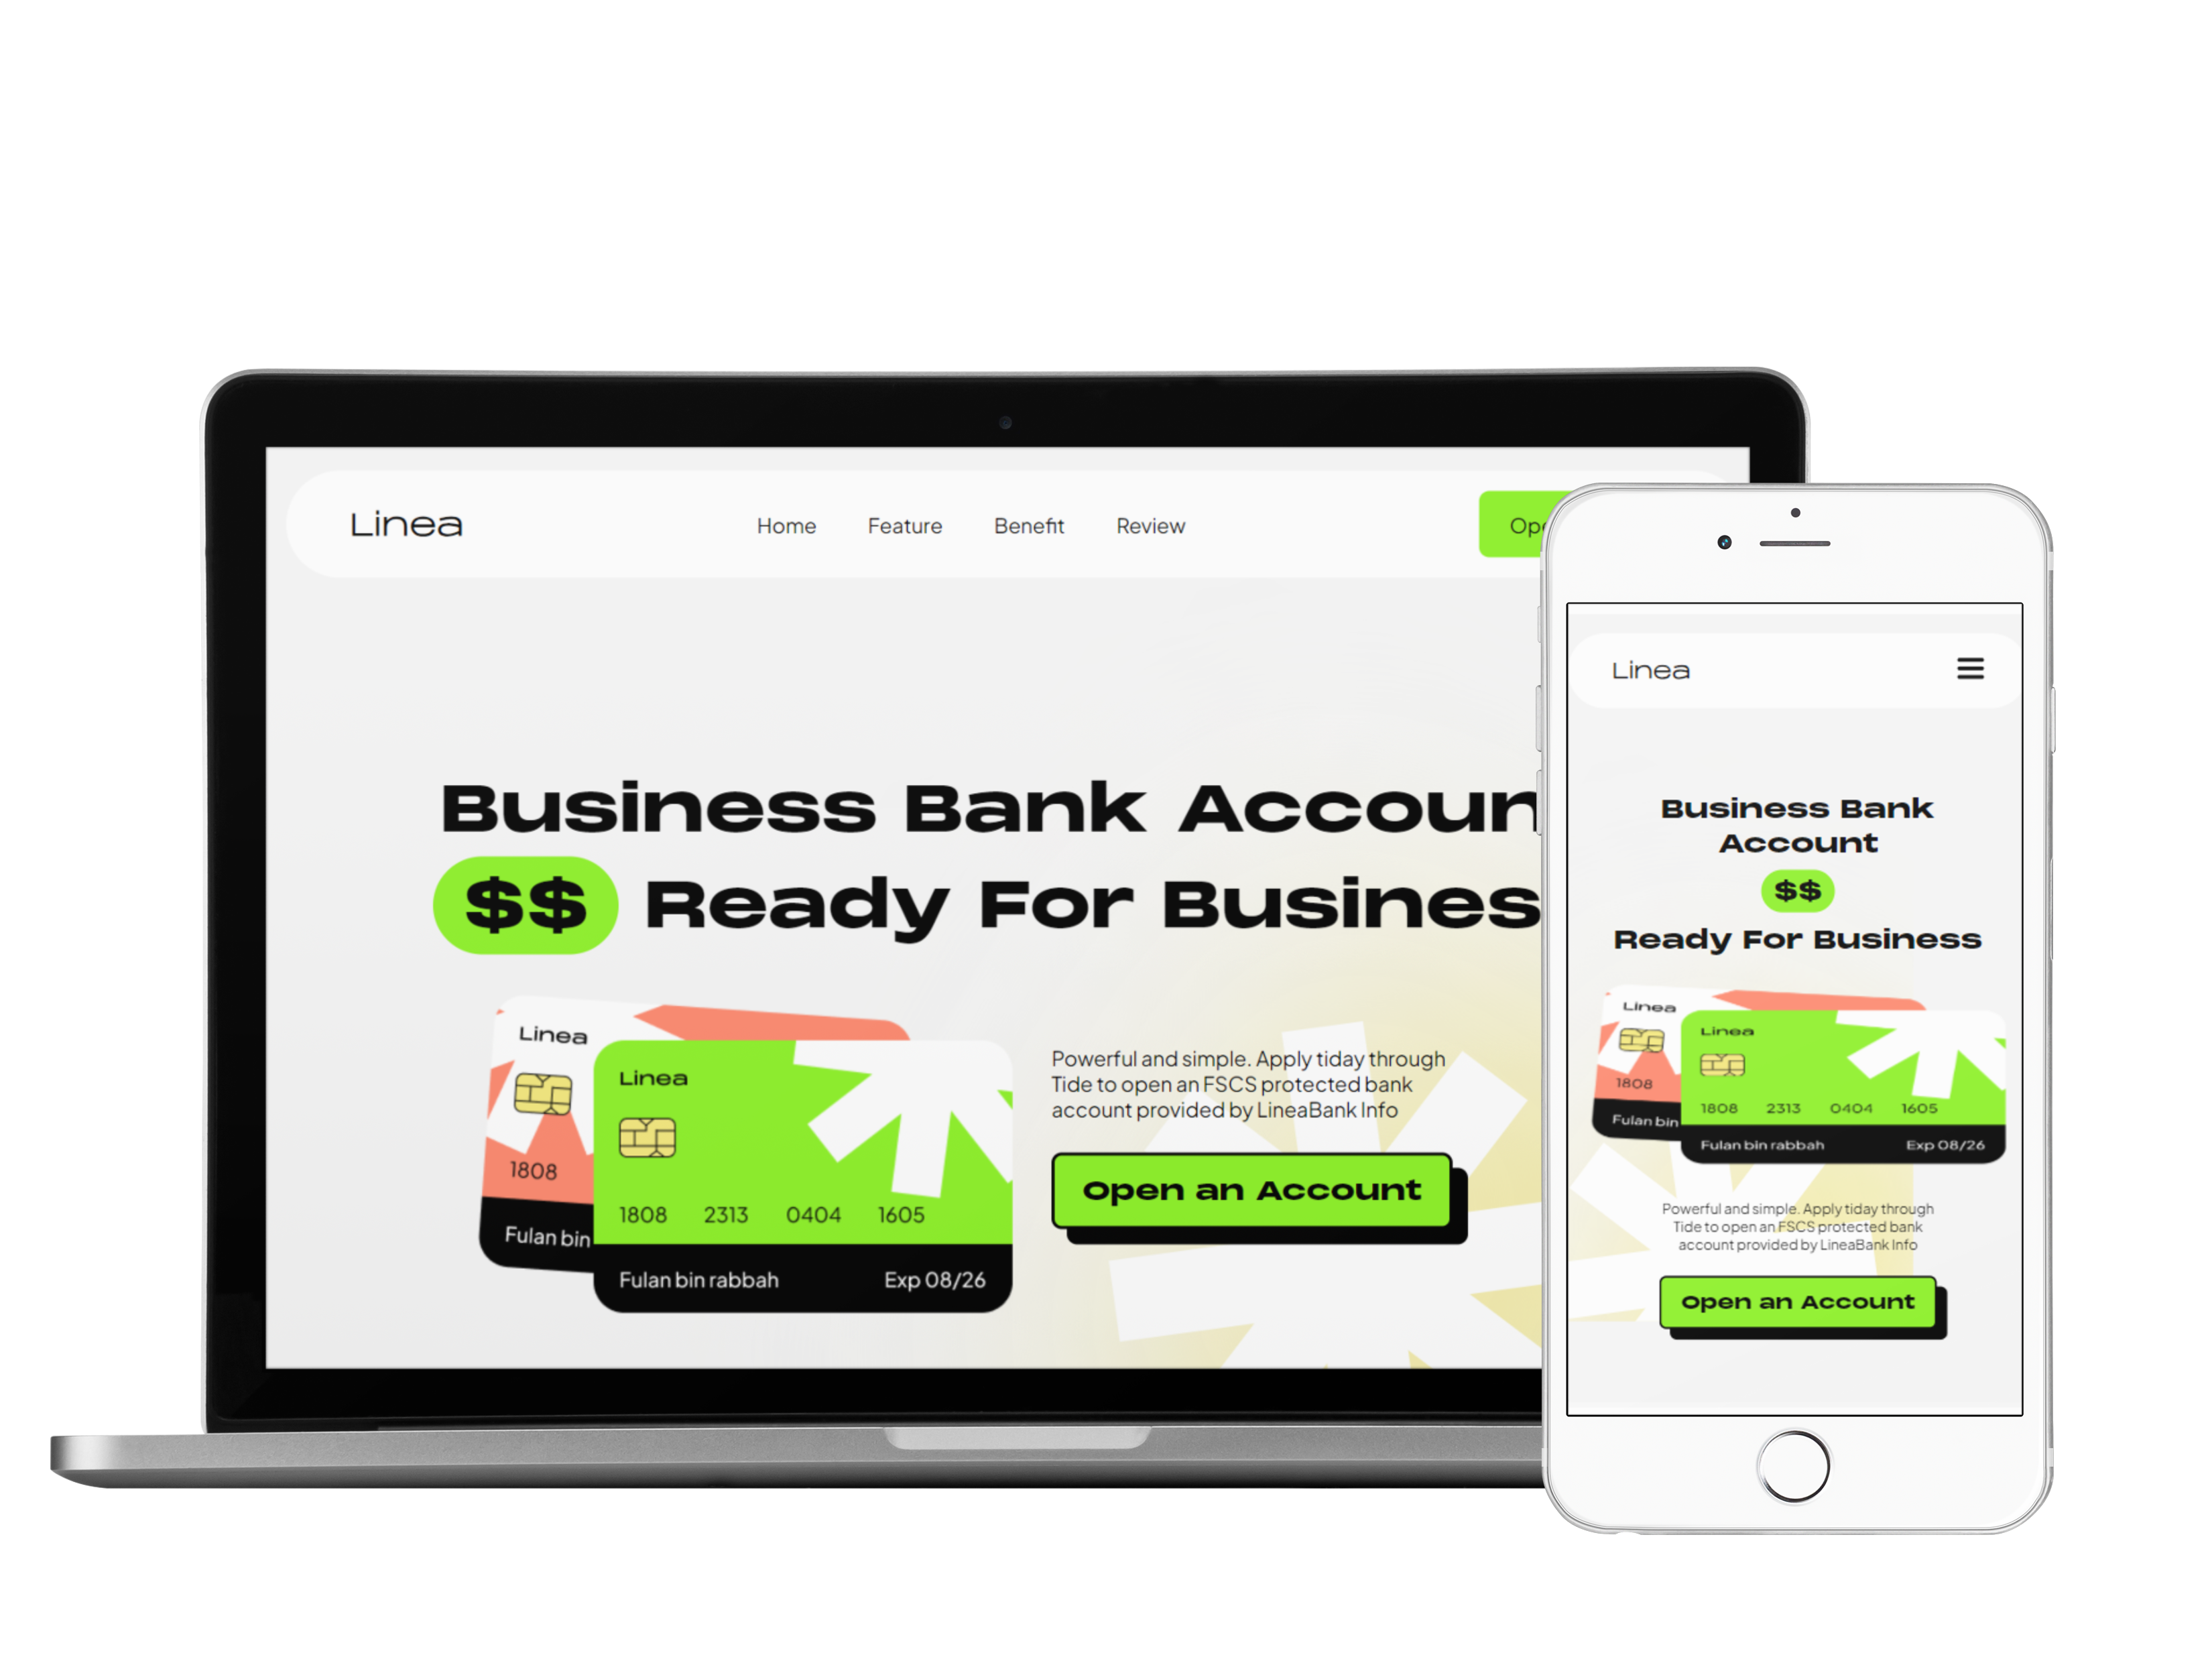 Linea
Home Feature Benefit Review
Ope
Business Bank Accoun
$$ Ready For Busines
Linea
1808
Fulan bin
Linea
1808 2313 0404 1605
Fulan bin rabbah Exp 08/26
Powerful and simple. Apply tiday through
Tide to open an FSCS protected bank
account provided by LineaBank Info
Open an Account
Linea
Business Bank
Account
$$
Ready For Business
Linea
1808
Fulan bin
Linea
1808 2313 0404 1605
Fulan bin rabbah Exp 08/26
Powerful and simple. Apply tiday through
Tide to open an FSCS protected bank
account provided by LineaBank Info
Open an Account